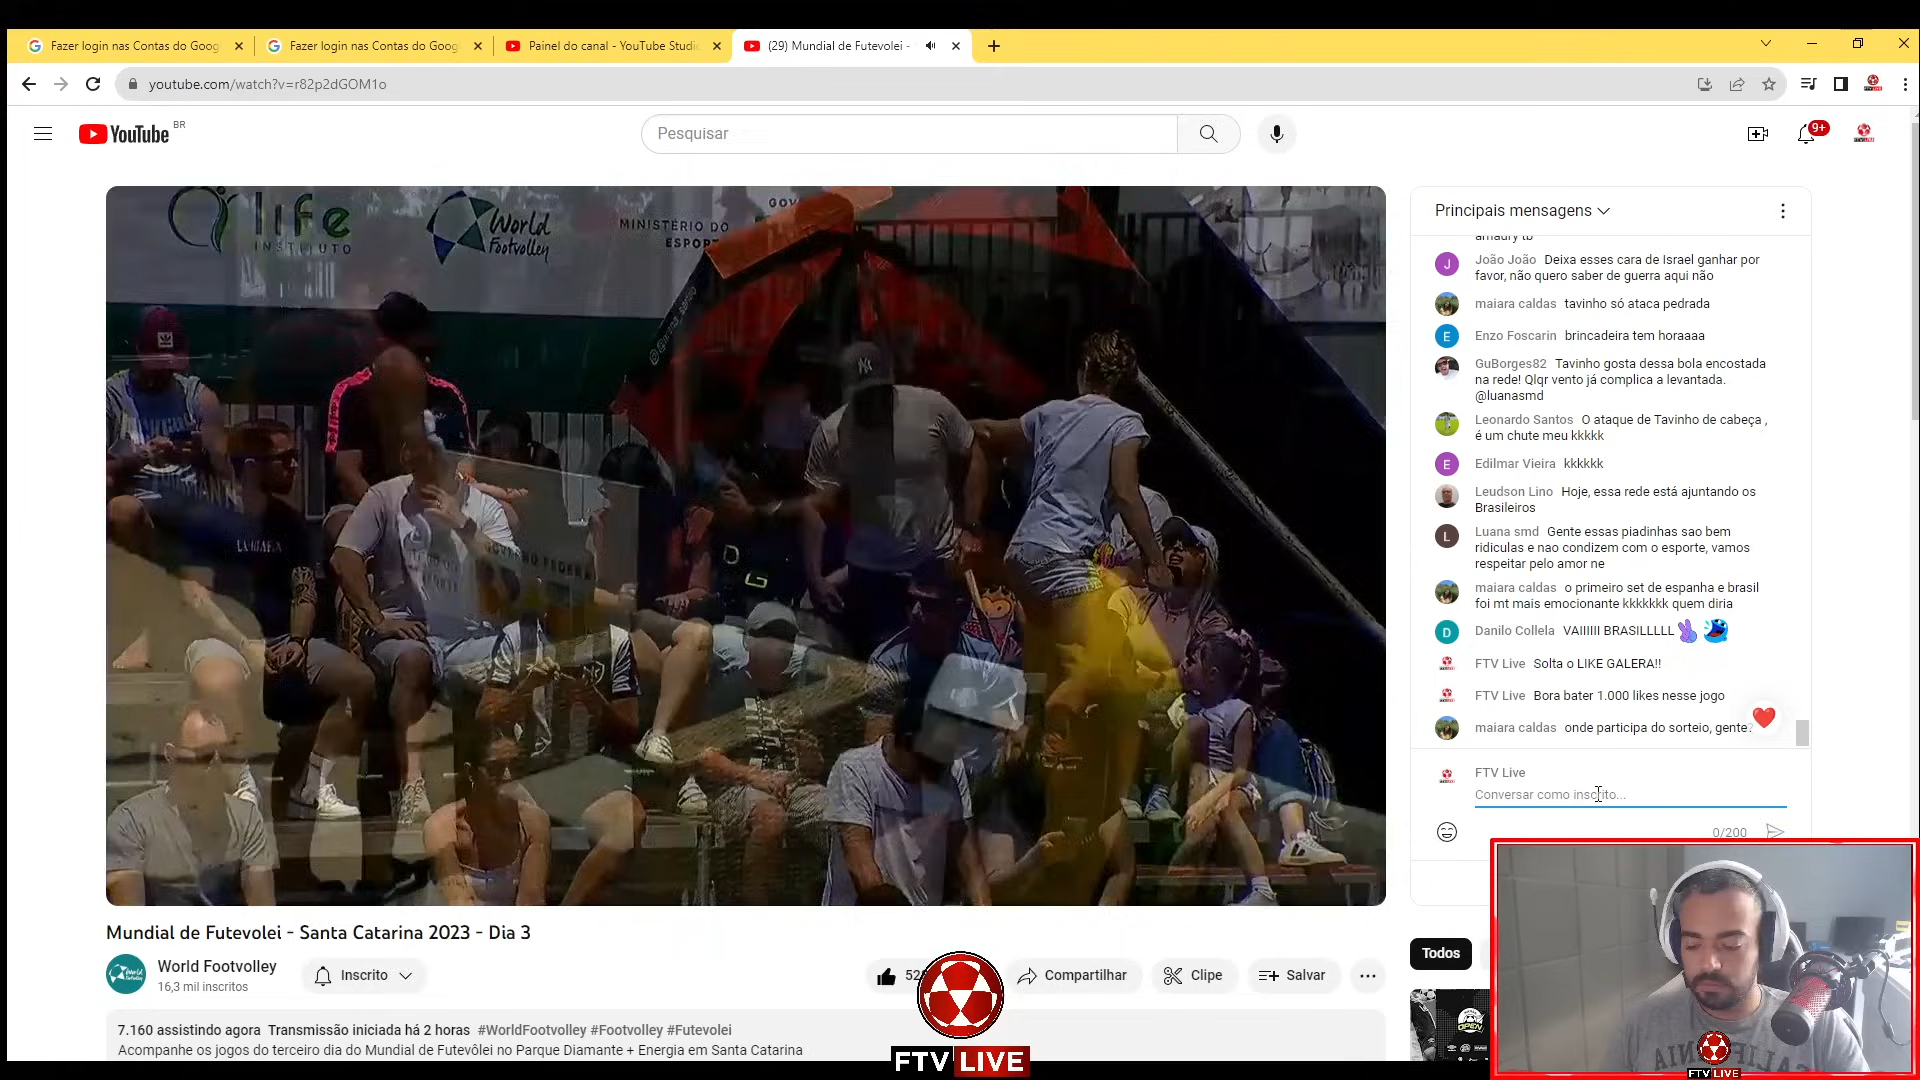 Fazer login nas Contas do Goog
Fazer login nas Contas do Goog
Painel do canal - YouTube Studi
(29) Mundial de Futevolei -
youtube.com/watch?v=r82p2dGOM1o
YouTube
BR
Pesquisar
9+
life
INSTITUTO
World
Footvolley
MINISTÉRIO DO
ESPORT
GOV
GOVERNO FEDERAL
Principais mensagens
amaury tb
João João Deixa esses cara de Israel ganhar por
favor, não quero saber de guerra aqui não
maiara caldas tavinho só ataca pedrada
Enzo Foscarin brincadeira tem horaaaa
GuBorges82 Tavinho gosta dessa bola encostada
na rede! Qlqr vento já complica a levantada.
@luanasmd
Leonardo Santos O ataque de Tavinho de cabeça ,
é um chute meu kkkkk
Edilmar Vieira kkkkkk
Leudson Lino Hoje, essa rede está ajuntando os
Brasileiros
Luana smd Gente essas piadinhas sao bem
ridiculas e nao condizem com o esporte, vamos
respeitar pelo amor ne
maiara caldas o primeiro set de espanha e brasil
foi mt mais emocionante kkkkkkk quem diria
Danilo Collela VAIIIIII BRASILLLLL
FTV Live Solta o LIKE GALERA!!
FTV Live Bora bater 1.000 likes nesse jogo
maiara caldas onde participa do sorteio, gente?
FTV Live
Conversar como inscrito...
0/200
Mundial de Futevolei - Santa Catarina 2023 - Dia 3
World Footvolley
16,3 mil inscritos
Inscrito
52
Compartilhar
Clipe
Salvar
Todos
7.160 assistindo agora Transmissão iniciada há 2 horas #WorldFootvolley #Footvolley #Futevolei
Acompanhe os jogos do terceiro dia do Mundial de Futevôlei no Parque Diamante + Energia em Santa Catarina
FTV LIVE
OPEN
FTV LIVE